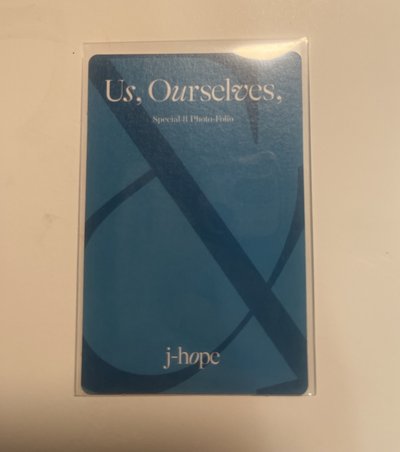 Us, Ourselves,
Special 8 Photo-Folio
j-hope